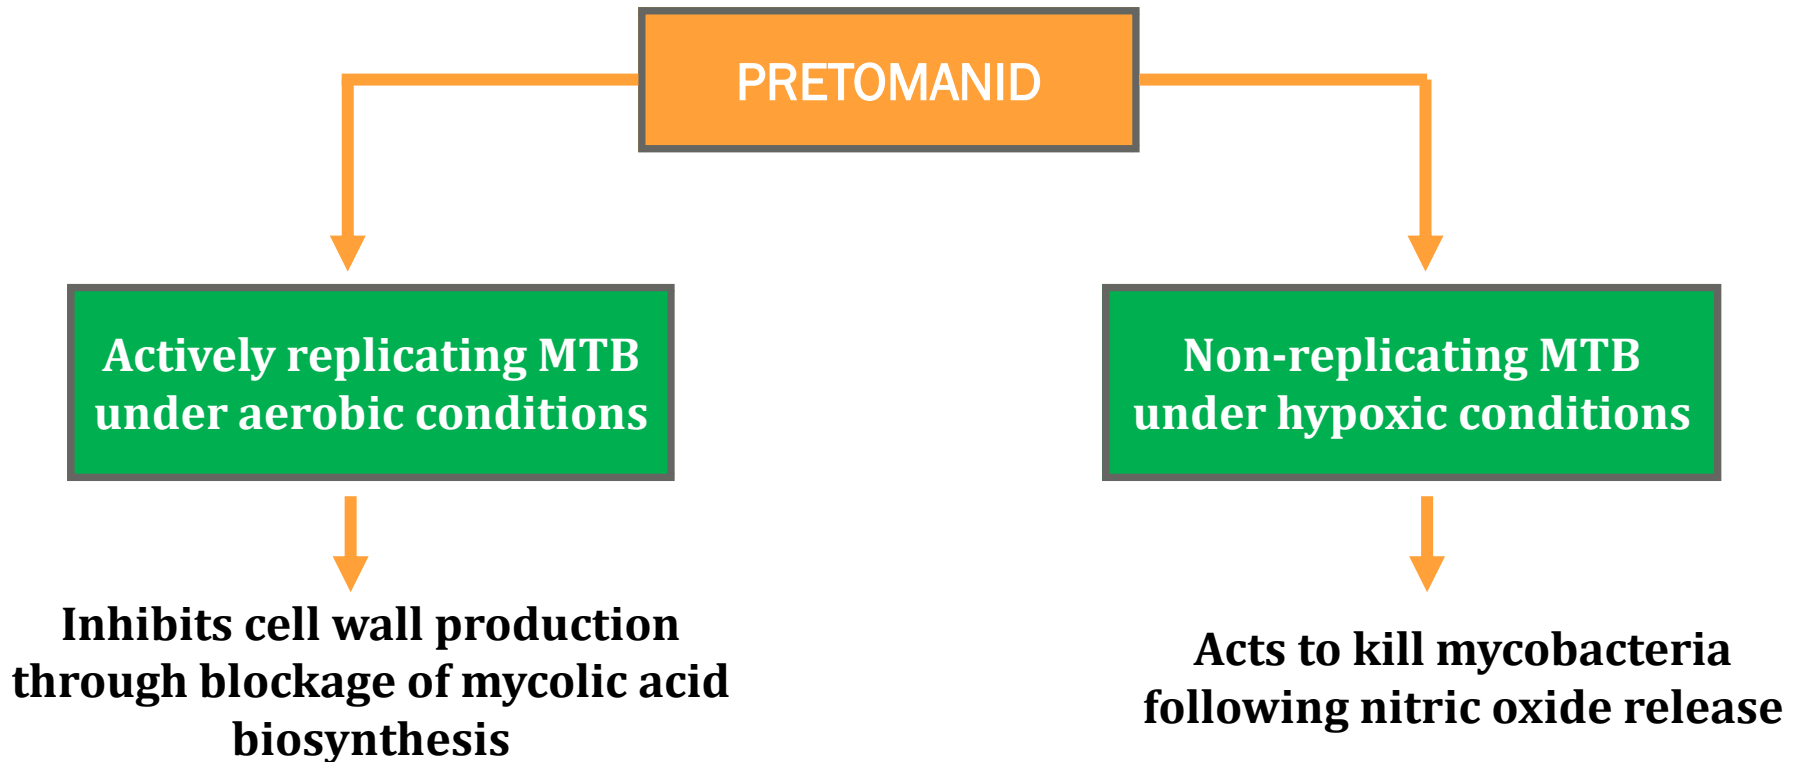 PRETOMANID
Actively replicating MTB
under aerobic conditions
Non-replicating MTB
under hypoxic conditions
Inhibits cell wall production
through blockage of mycolic acid
biosynthesis
Acts to kill mycobacteria
following nitric oxide release